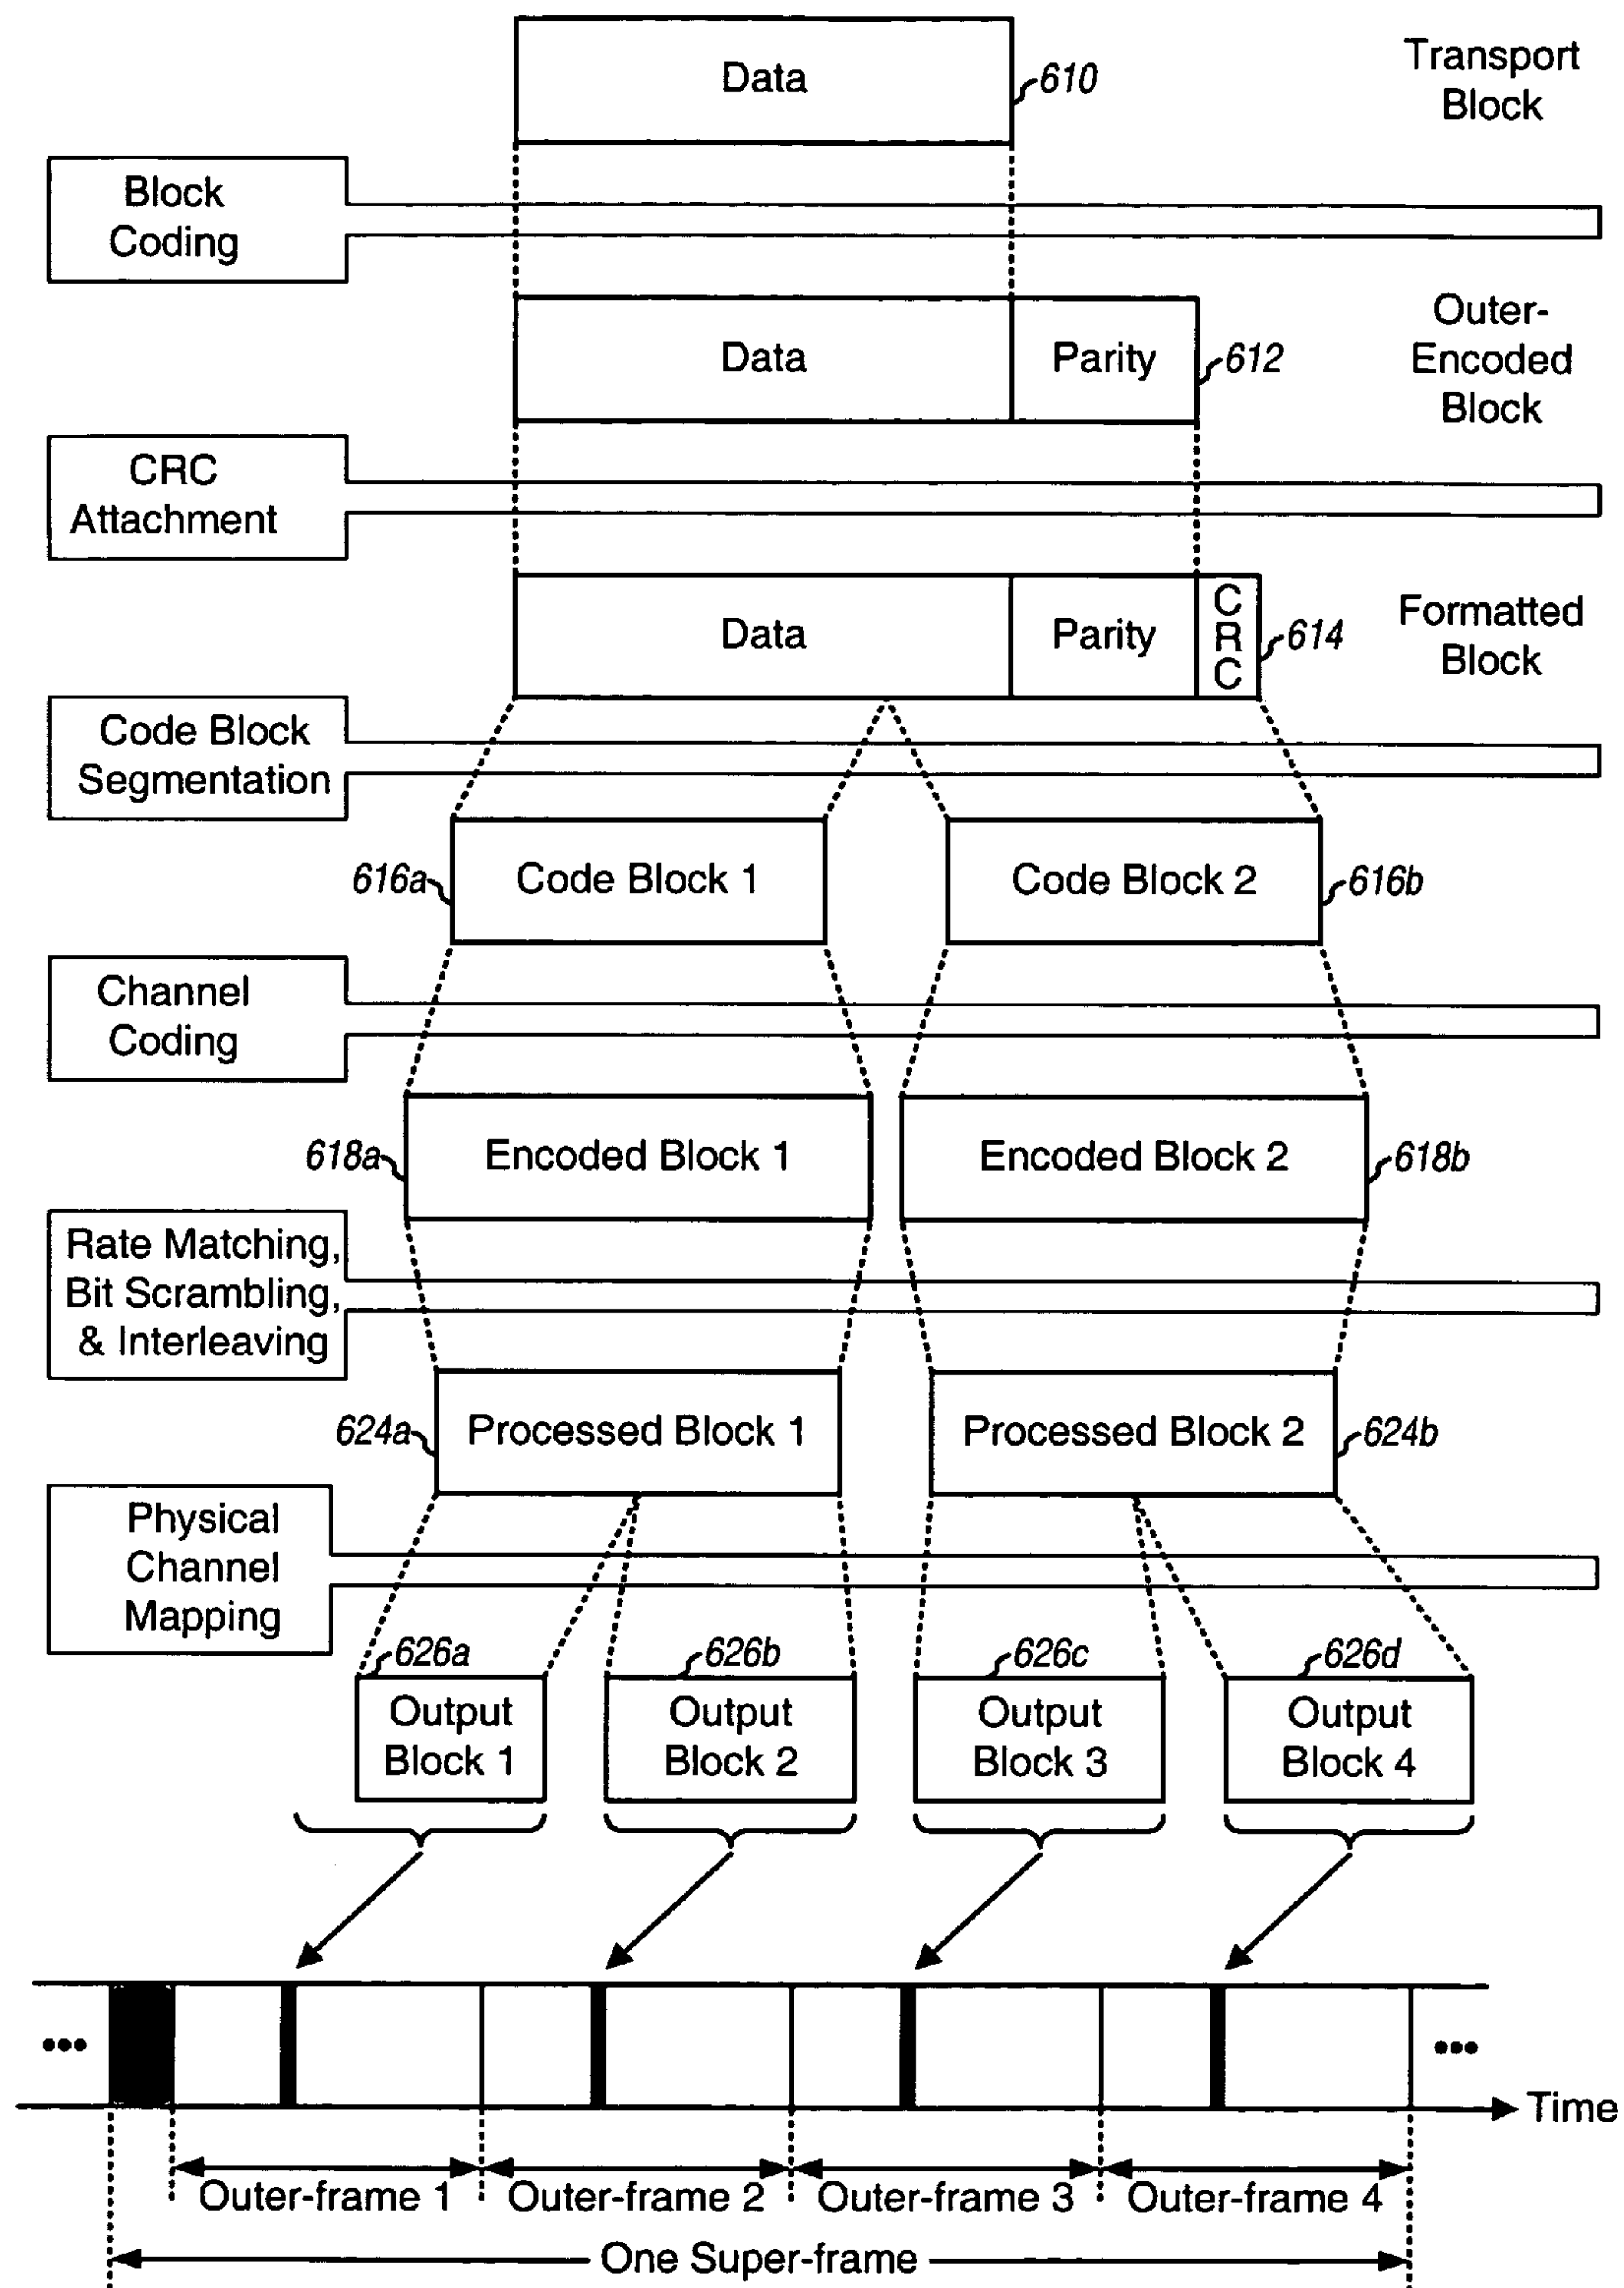 Data
610
Transport
Block
Block
Coding
Data
Parity
612
Outer-
Encoded
Block
CRC
Attachment
Data
Parity
C
R
C
614
Formatted
Block
Code Block
Segmentation
616a
Code Block 1
Code Block 2
616b
Channel
Coding
618a
Encoded Block 1
Encoded Block 2
618b
Rate Matching,
Bit Scrambling,
& Interleaving
624a
Processed Block 1
Processed Block 2
624b
Physical
Channel
Mapping
626a
626b
626c
626d
Output
Block 1
Output
Block 2
Output
Block 3
Output
Block 4
•••
•••
Time
Outer-frame 1
Outer-frame 2
Outer-frame 3
Outer-frame 4
One Super-frame